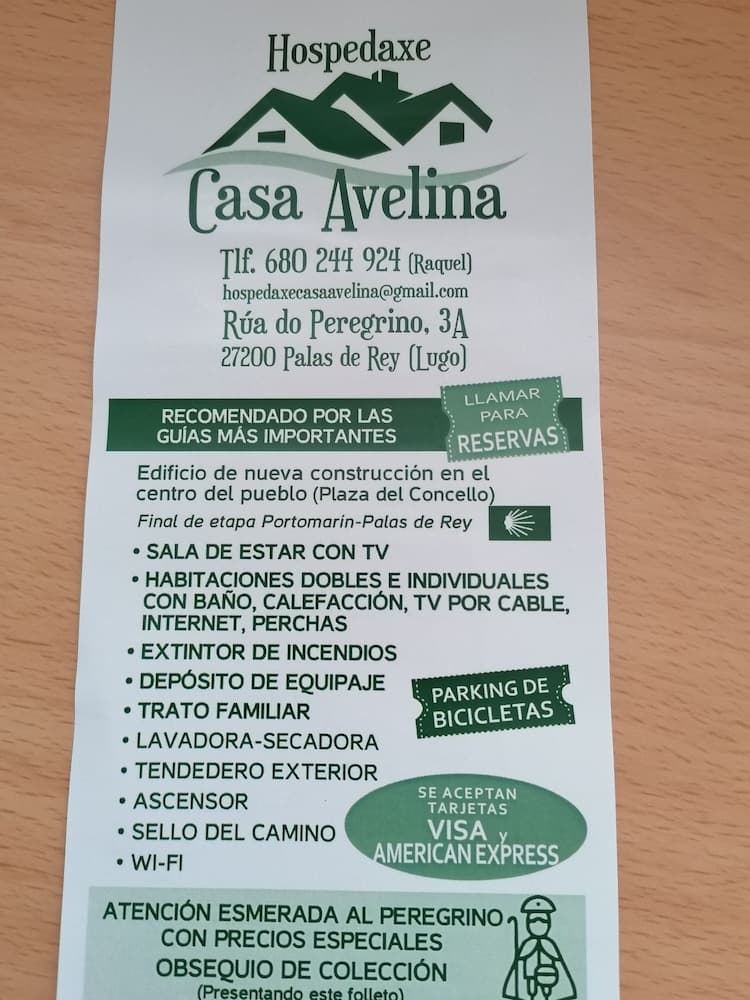 Hospedaxe
Casa Avelina
Tlf. 680 244 924 (Raquel)
hospedaxecasaavelina@gmail.com
Rúa do Peregrino, 3A
27200 Palas de Rey (Lugo)
RECOMENDADO POR LAS
GUÍAS MÁS IMPORTANTES
LLAMAR
PARA
RESERVAS
Edificio de nueva construcción en el
centro del pueblo (Plaza del Concello)
Final de etapa Portomarín-Palas de Rey
• SALA DE ESTAR CON TV
• HABITACIONES DOBLES E INDIVIDUALES
CON BAÑO, CALEFACCIÓN, TV POR CABLE,
INTERNET, PERCHAS
• EXTINTOR DE INCENDIOS
• DEPÓSITO DE EQUIPAJE
• TRATO FAMILIAR
• LAVADORA-SECADORA
• TENDEDERO EXTERIOR
• ASCENSOR
• SELLO DEL CAMINO
• WI-FI
PARKING DE
BICICLETAS
SE ACEPTAN
TARJETAS
VISA y
AMERICAN EXPRESS
ATENCIÓN ESMERADA AL PEREGRINO
CON PRECIOS ESPECIALES
OBSEQUIO DE COLECCIÓN
(Presentando este folleto)